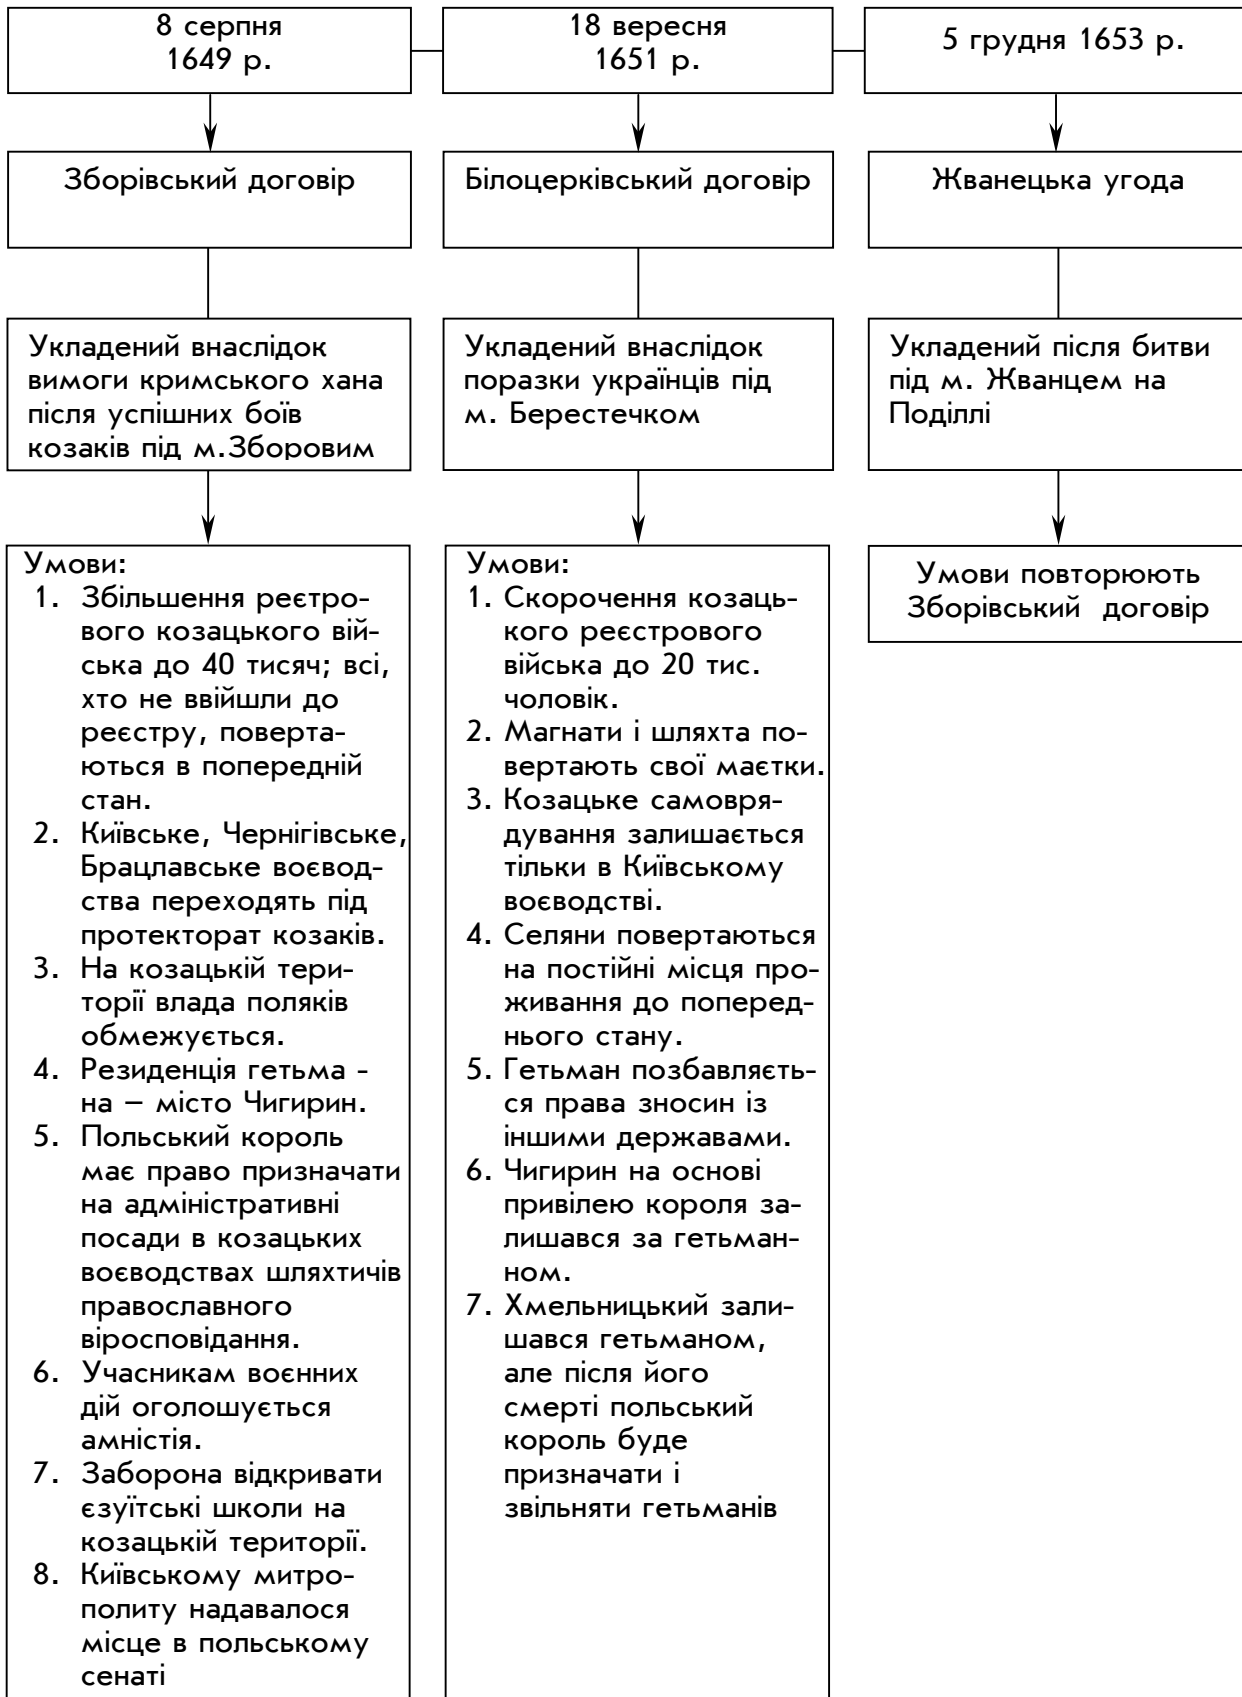 8 серпня
1649 р.
18 вересня
1651 р.
5 грудня 1653 р.
Зборівський договір
Білоцерківський договір
Жванецька угода
Укладений внаслідок
вимоги кримського хана
після успішних боїв
козаків під м.Зборовим
Укладений внаслідок
поразки українців під
м. Берестечком
Укладений після битви
під м. Жванцем на
Поділлі
Умови:
1. Збільшення реєтро-
вого козацького вій-
ська до 40 тисяч; всі,
хто не ввійшли до
реєстру, поверта-
ються в попередній
стан.
2. Київське, Чернігівське,
Брацлавське воєвод-
ства переходять під
протекторат козаків.
3. На козацькій тери-
торії влада поляків
обмежується.
4. Резиденція гетьма -
на – місто Чигирин.
5. Польський король
має право призначати
на адміністративні
посади в козацьких
воєводствах шляхтичів
православного
віросповідання.
6. Учасникам воєнних
дій оголошується
амністія.
7. Заборона відкривати
єзуїтські школи на
козацькій території.
8. Київському митро-
политу надавалося
місце в польському
сенаті
Умови:
1. Скорочення козаць-
кого реєстрового
війська до 20 тис.
чоловік.
2. Магнати і шляхта по-
вертають свої маєтки.
3. Козацьке самовря-
дування залишається
тільки в Київському
воєводстві.
4. Селяни повертаються
на постійні місця про-
живання до поперед-
нього стану.
5. Гетьман позбавляєть-
ся права зносин із
іншими державами.
6. Чигирин на основі
привілею короля за-
лишався за гетьман-
ном.
7. Хмельницький зали-
шався гетьманом,
але після його
смерті польський
король буде
призначати і
звільняти гетьманів
Умови повторюють
Зборівський договір